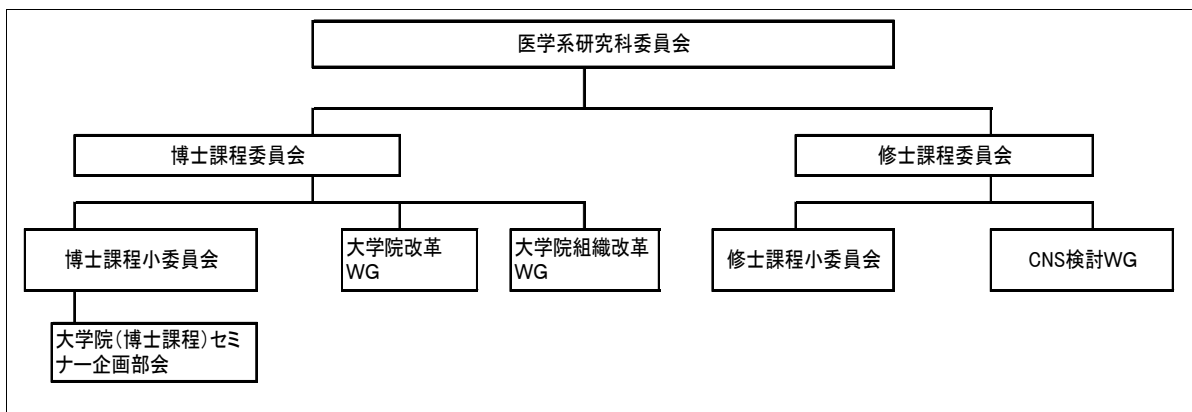 医学系研究科委員会
博士課程委員会
修士課程委員会
博士課程小委員会
大学院改革
WG
大学院組織改革
WG
修士課程小委員会
CNS検討WG
大学院(博士課程)セミ
ナー企画部会